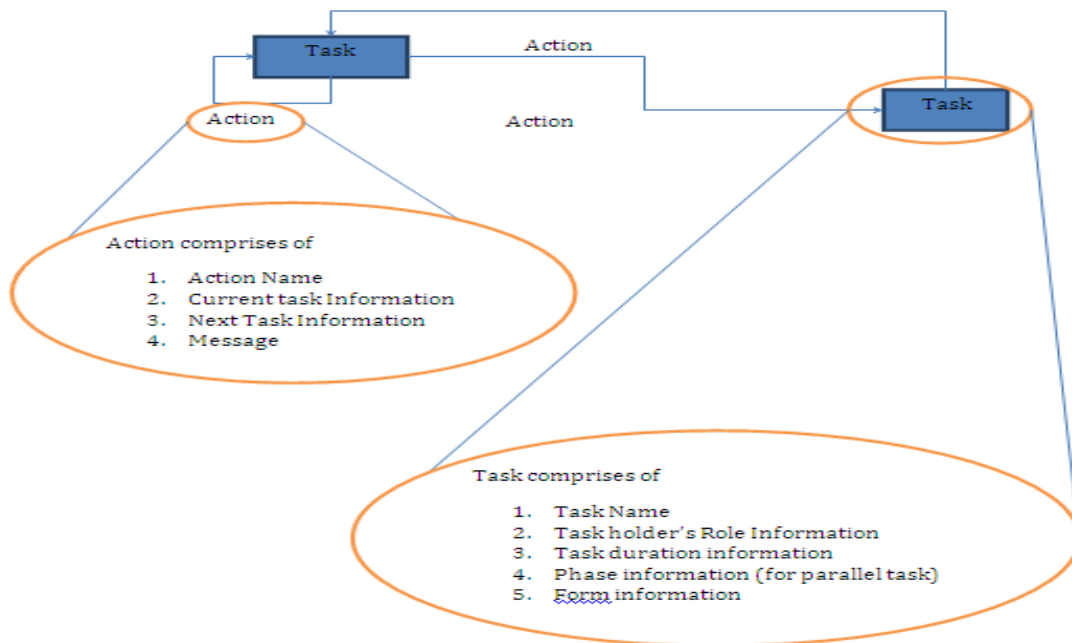 Task
Action
Task
Action
Action
Action comprises of
1. Action Name
2. Current task Information
3. Next Task Information
4. Message
Task comprises of
1. Task Name
2. Task holder's Role Information
3. Task duration information
4. Phase information (for parallel task)
5. Form information